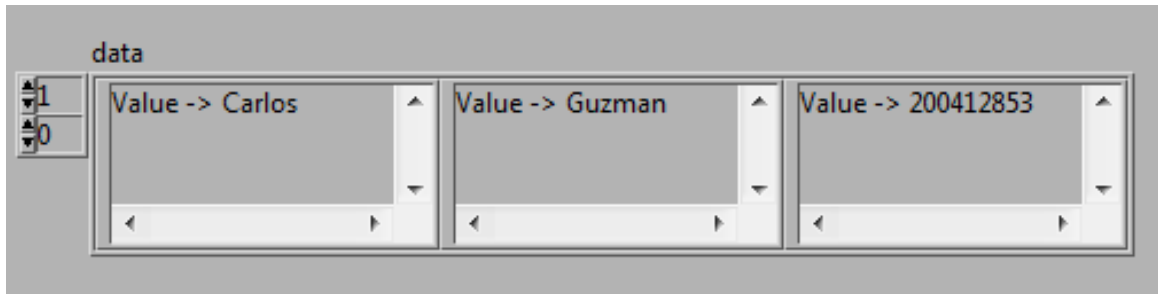 data
1
0
Value -> Carlos
Value -> Guzman
Value -> 200412853